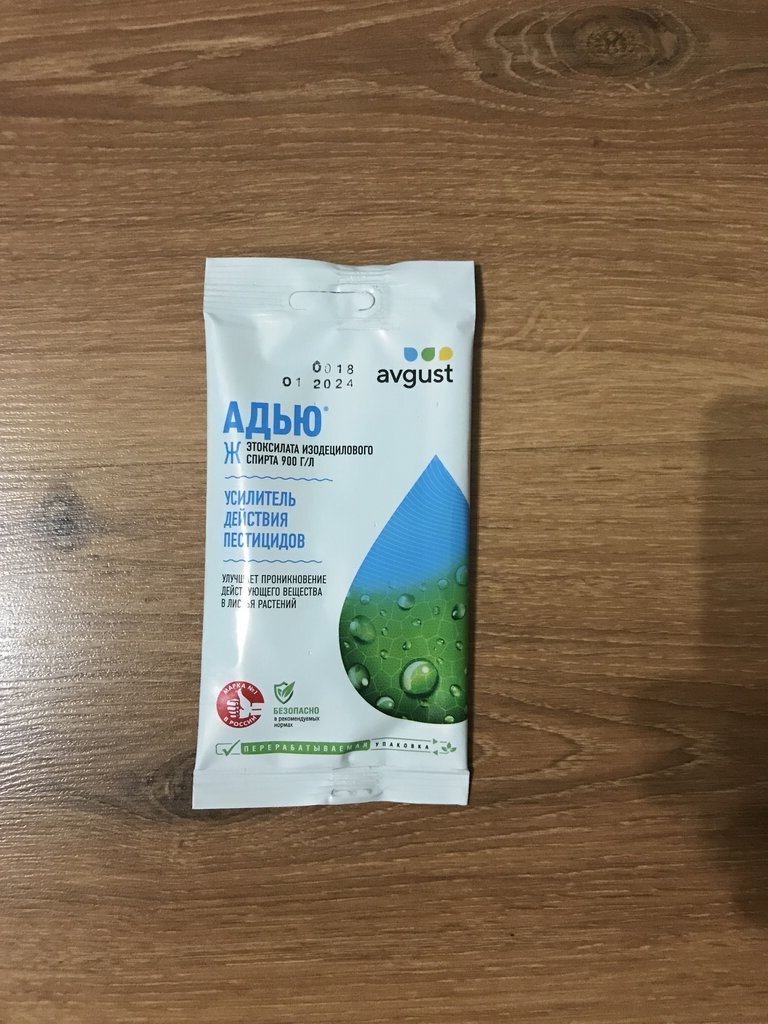 0018
01 2024
avgust
АДЬЮ®
Ж ЭТОКСИЛАТА ИЗОДЕЦИЛОВОГО
СПИРТА 900 Г/Л
УСИЛИТЕЛЬ
ДЕЙСТВИЯ
ПЕСТИЦИДОВ
УЛУЧШАЕТ ПРОНИКНОВЕНИЕ
ДЕЙСТВУЮЩЕГО ВЕЩЕСТВА
В ЛИСТЬЯ РАСТЕНИЙ
МАРКА №1
В РОССИИ
БЕЗОПАСНО
в рекомендуемых
нормах
ПЕРЕРАБАТЫВАЕМАЯ УПАКОВКА